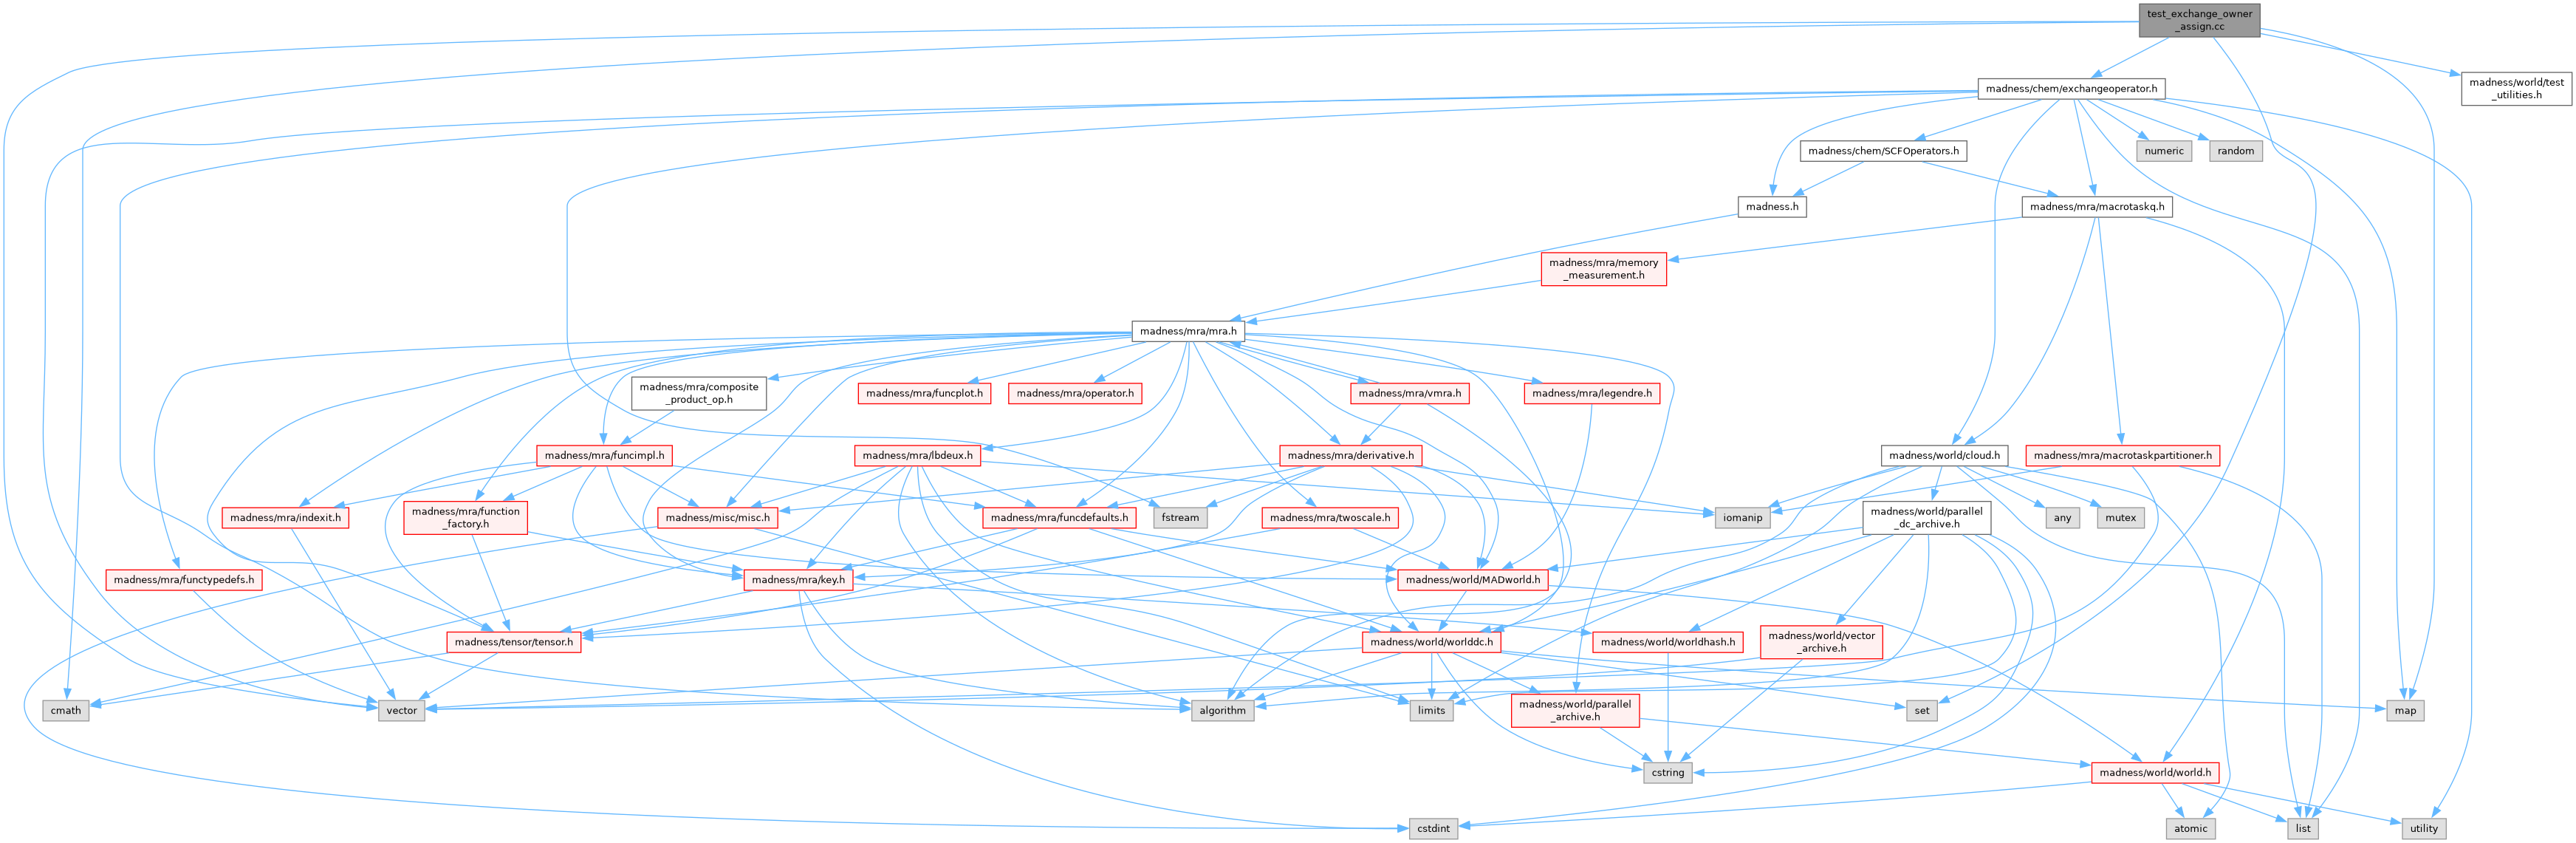 test_exchange_owner
_assign.cc
madness/chem/exchangeoperator.h
madness/world/test
_utilities.h
madness/chem/SCFOperators.h
numeric
random
madness.h
madness/mra/macrotaskq.h
madness/mra/memory
_measurement.h
madness/mra/mra.h
madness/mra/composite
_product_op.h
madness/mra/funcplot.h
madness/mra/operator.h
madness/mra/vmra.h
madness/mra/legendre.h
madness/mra/funcimpl.h
madness/mra/lbdeux.h
madness/mra/derivative.h
madness/world/cloud.h
madness/mra/macrotaskpartitioner.h
madness/mra/indexit.h
madness/mra/function
_factory.h
madness/misc/misc.h
madness/mra/funcdefaults.h
fstream
madness/mra/twoscale.h
iomanip
madness/world/parallel
_dc_archive.h
any
mutex
madness/mra/functypedefs.h
madness/mra/key.h
madness/world/MADworld.h
madness/tensor/tensor.h
madness/world/worlddc.h
madness/world/worldhash.h
madness/world/vector
_archive.h
cmath
vector
algorithm
limits
madness/world/parallel
_archive.h
set
map
cstring
madness/world/world.h
cstdint
atomic
list
utility